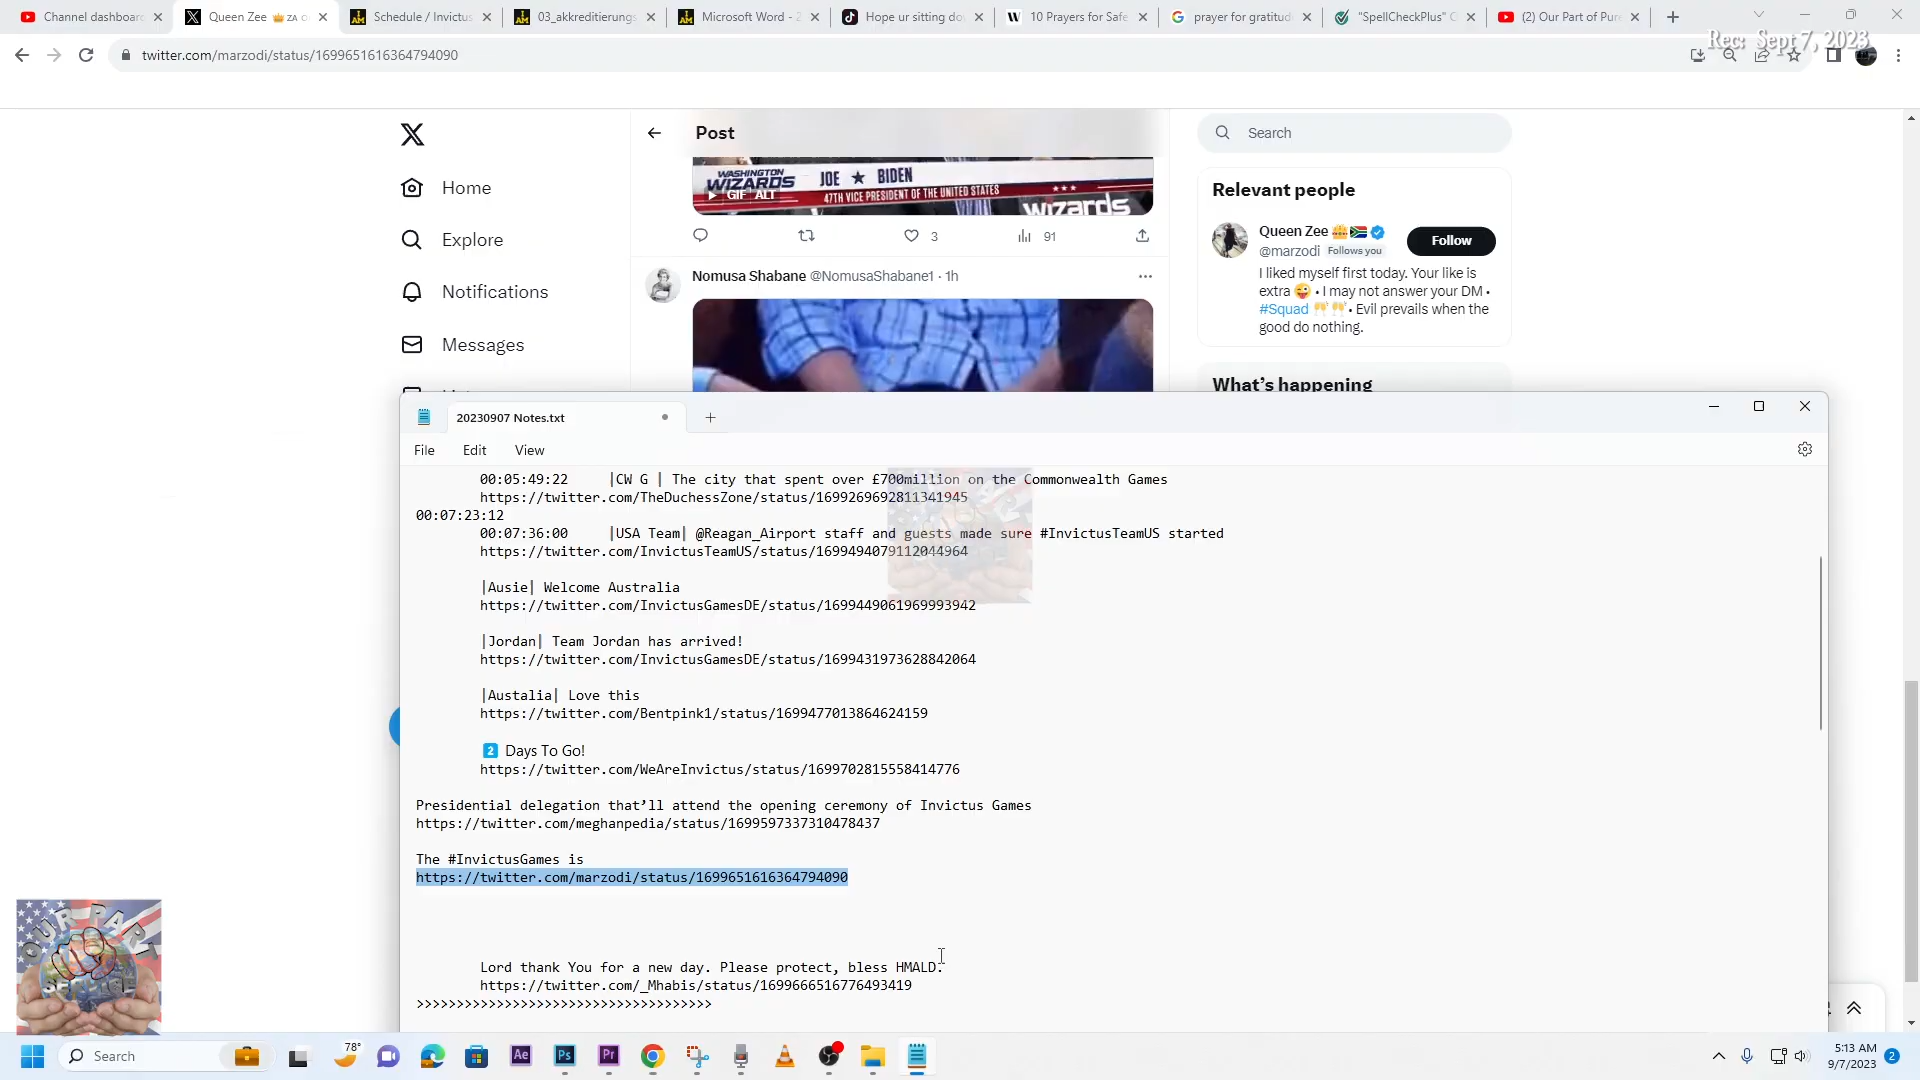 Channel dashboard
Queen Zee
Schedule / Invictus
03_akkreditierungs
Microsoft Word - 2
Hope ur sitting do
10 Prayers for Safe
prayer for gratitud
"SpellCheckPlus" C
(2) Our Part of Pure
Rec: Sept 7, 2023
twitter.com/marzodi/status/1699651616364794090
Home
Explore
Notifications
Messages
Post
WASHINGTON WIZARDS
JOE ★ BIDEN
47TH VICE PRESIDENT OF THE UNITED STATES
WIZARDS
GIF ALT
3
91
Nomusa Shabane @NomusaShabane1 · 1h
Search
Relevant people
Queen Zee
@marzodi Follows you
Follow
I liked myself first today. Your like is
extra 😜 • I may not answer your DM •
#Squad 🥂🥂• Evil prevails when the
good do nothing.
What's happening
20230907 Notes.txt
File Edit View
00:05:49:22 |CW G | The city that spent over £700million on the Commonwealth Games
https://twitter.com/TheDuchessZone/status/1699269692811341945
00:07:23:12
00:07:36:00 |USA Team| @Reagan_Airport staff and guests made sure #InvictusTeamUS started
https://twitter.com/InvictusTeamUS/status/1699494079112044964
|Ausie| Welcome Australia
https://twitter.com/InvictusGamesDE/status/1699449061969993942
|Jordan| Team Jordan has arrived!
https://twitter.com/InvictusGamesDE/status/1699431973628842064
|Austalia| Love this
https://twitter.com/Bentpink1/status/1699477013864624159
2️⃣ Days To Go!
https://twitter.com/WeAreInvictus/status/1699702815558414776
Presidential delegation that’ll attend the opening ceremony of Invictus Games
https://twitter.com/meghanpedia/status/1699597337310478437
The #InvictusGames is
https://twitter.com/marzodi/status/1699651616364794090
Lord thank You for a new day. Please protect, bless HMALD.
https://twitter.com/_Mhabis/status/1699666516776493419
>>>>>>>>>>>>>>>>>>>>>>>>>>>>>>>>>>>>>
OUR PART
SERVICE
Search
78°
Ae
Ps
Pr
5:13 AM
9/7/2023
2